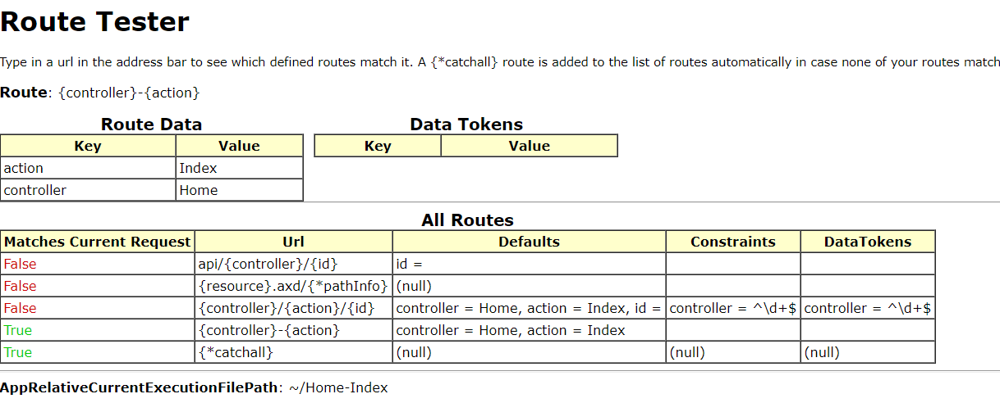 Route Tester
Type in a url in the address bar to see which defined routes match it. A {*catchall} route is added to the list of routes automatically in case none of your routes match
Route: {controller}-{action}
Route Data Data Tokens
Key Value Key Value
action Index
controller Home
All Routes
Matches Current Request Url Defaults Constraints DataTokens
False api/{controller}/{id} id =
False {resource}.axd/{*pathInfo} (null)
False {controller}/{action}/{id} controller = Home, action = Index, id = controller = ^\d+$ controller = ^\d+$
True {controller}-{action} controller = Home, action = Index
True {*catchall} (null) (null) (null)
AppRelativeCurrentExecutionFilePath: ~/Home-Index